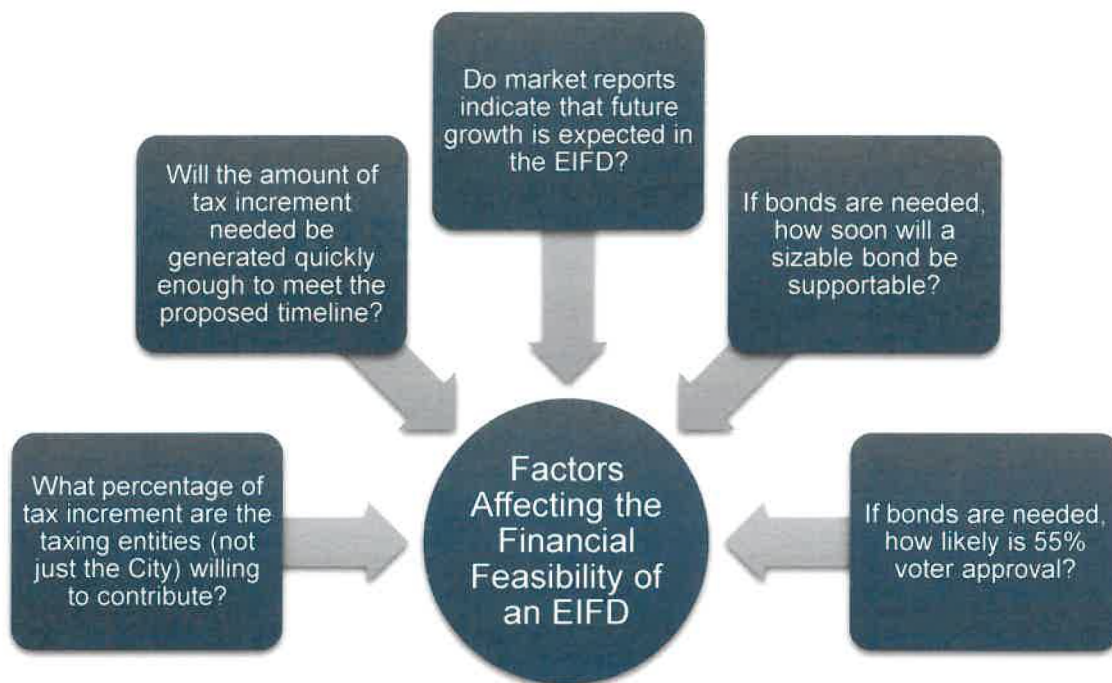 Do market reports
indicate that future
growth is expected in
the EIFD?
Will the amount of
tax increment
needed be
generated quickly
enough to meet the
proposed timeline?
If bonds are needed,
how soon will a
sizable bond be
supportable?
What percentage of
tax increment are the
taxing entities (not
just the City) willing
to contribute?
Factors
Affecting the
Financial
Feasibility of
an EIFD
If bonds are needed,
how likely is 55%
voter approval?